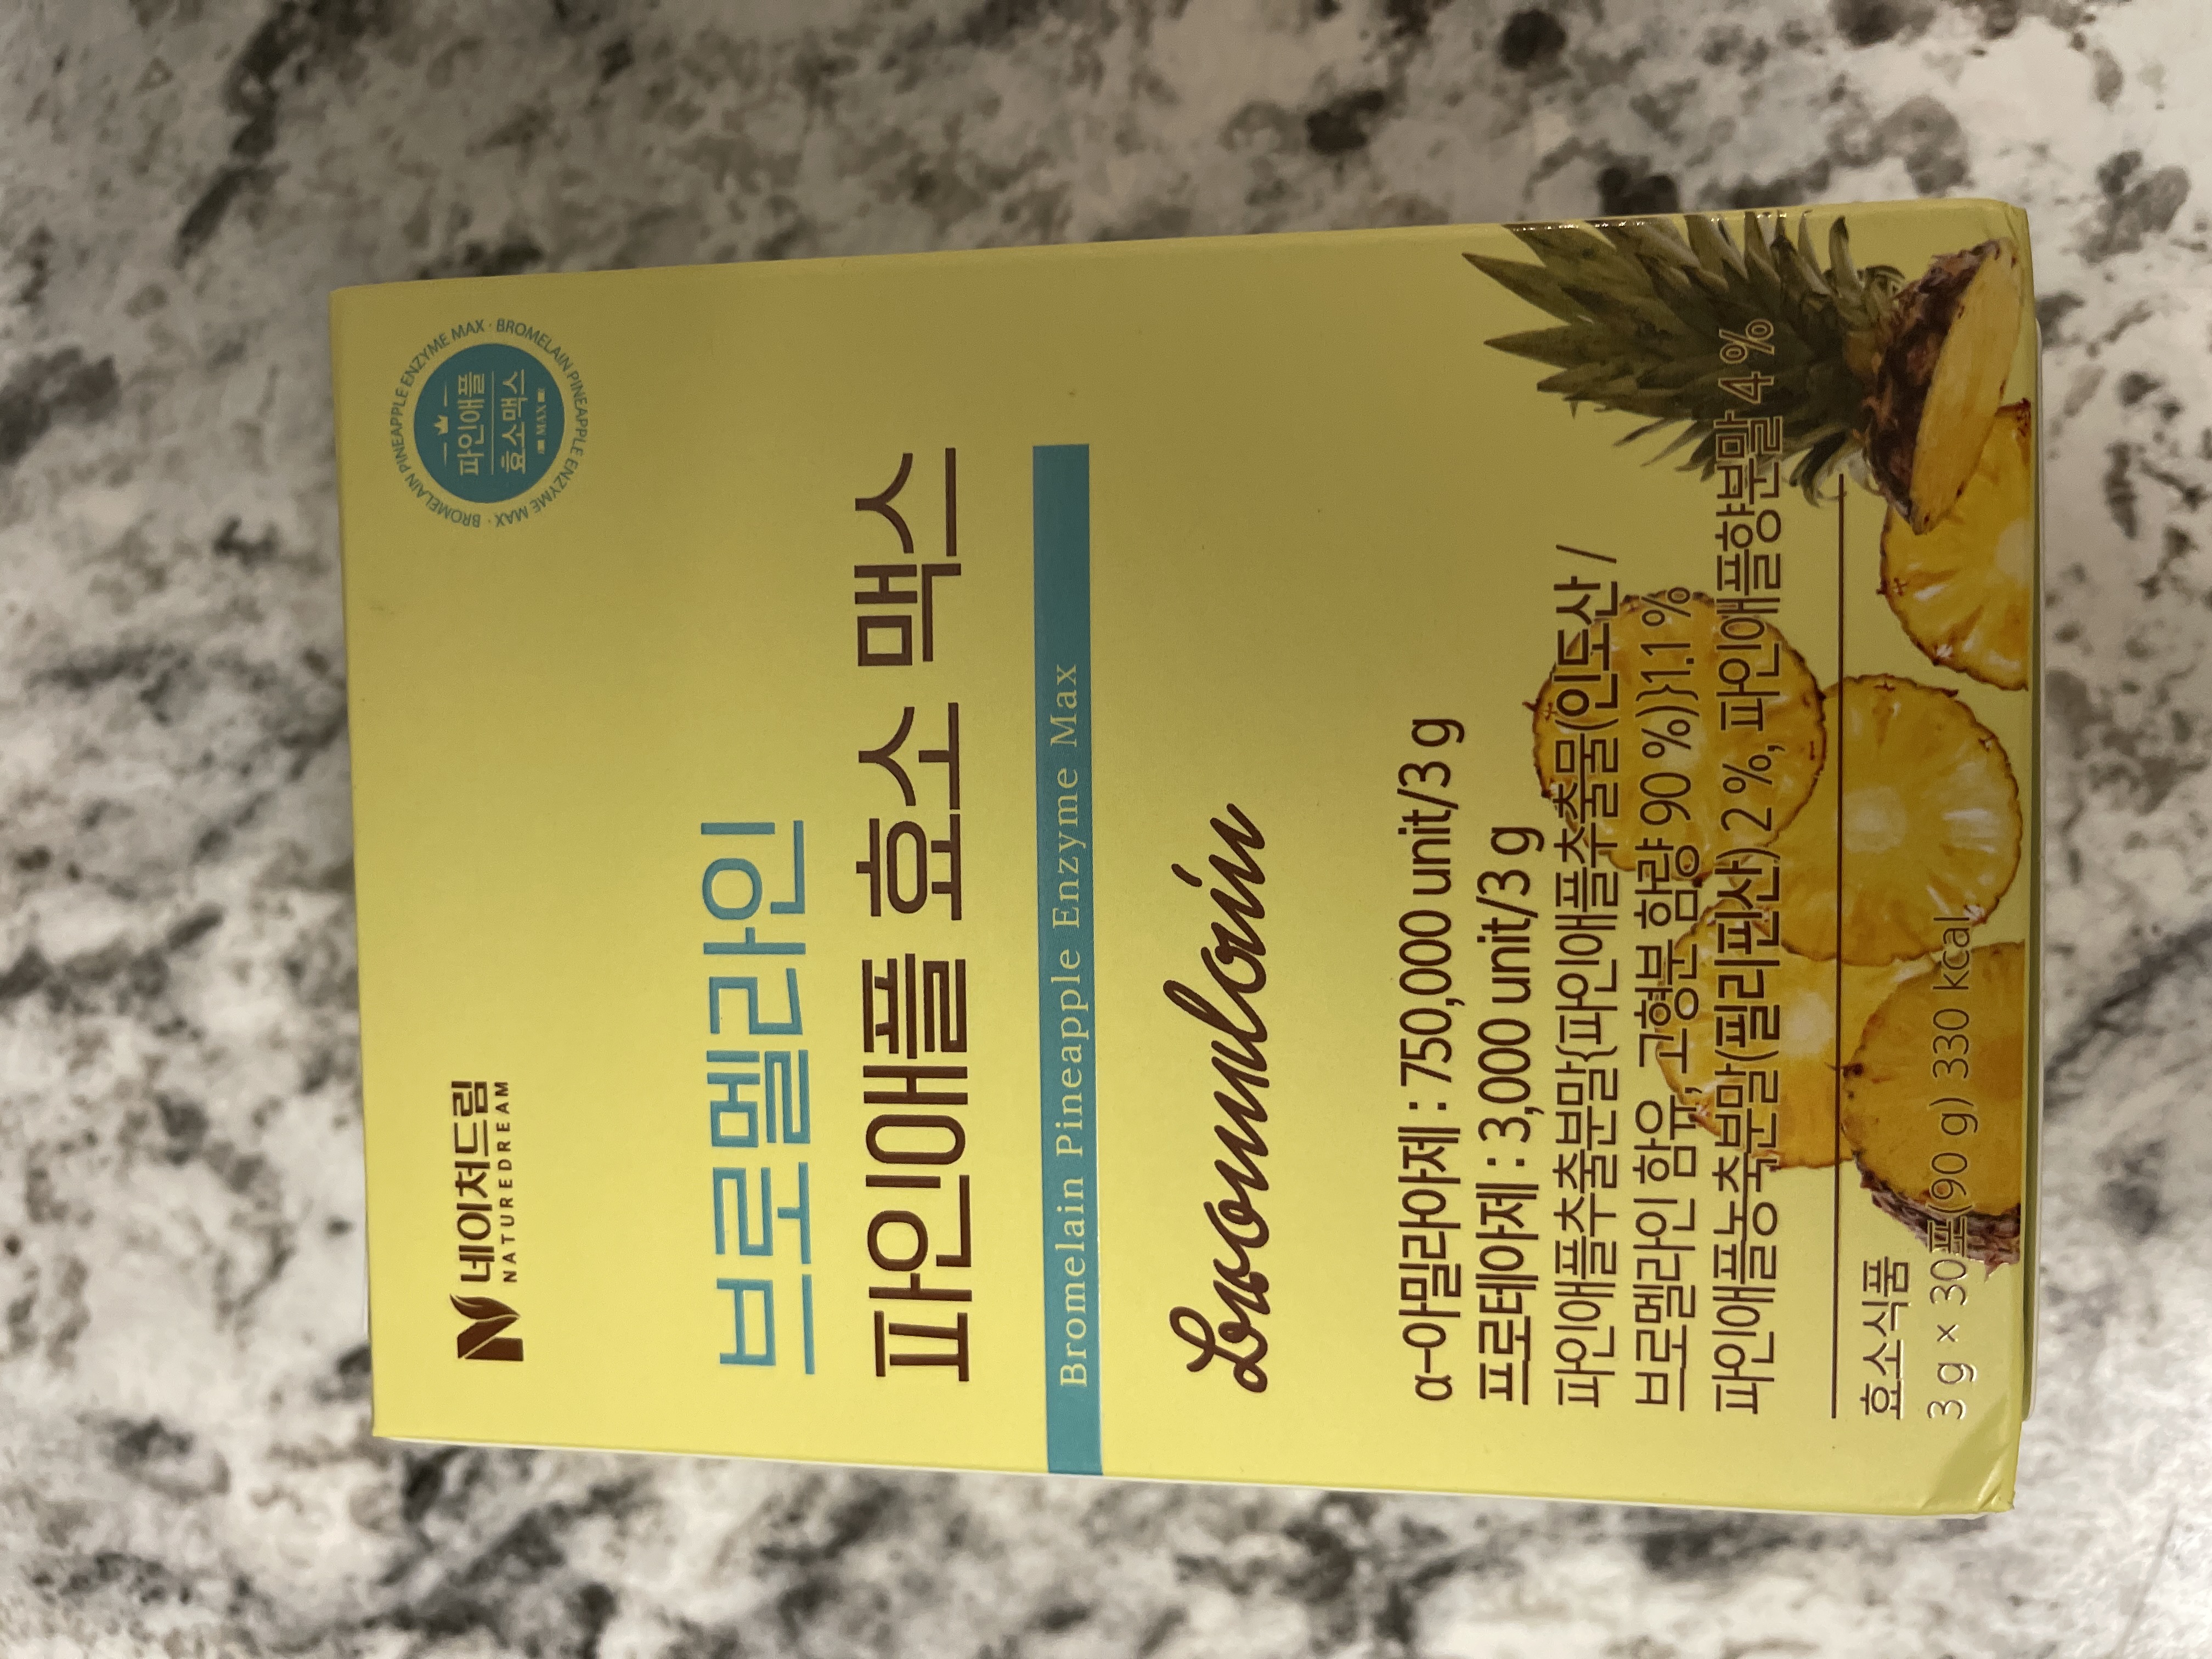 네이처드림
NATUREDREAM
BROMELAIN PINEAPPLE ENZYME MAX · BROMELAIN PINEAPPLE ENZYME MAX ·
파인애플
효소맥스
MAX
브로멜라인
파인애플 효소 맥스
Bromelain Pineapple Enzyme Max
α-아밀라아제 : 750,000 unit/3 g
프로테아제 : 3,000 unit/3 g
파인애플추출분말{파인애플추출물(인도산 /
브로멜라인 함유, 고형분 함량 90 %)}1.1 %
파인애플농축분말(필리핀산) 2 %, 파인애플향분말 4 %
효소식품
3 g × 30포(90 g) 330 kcal